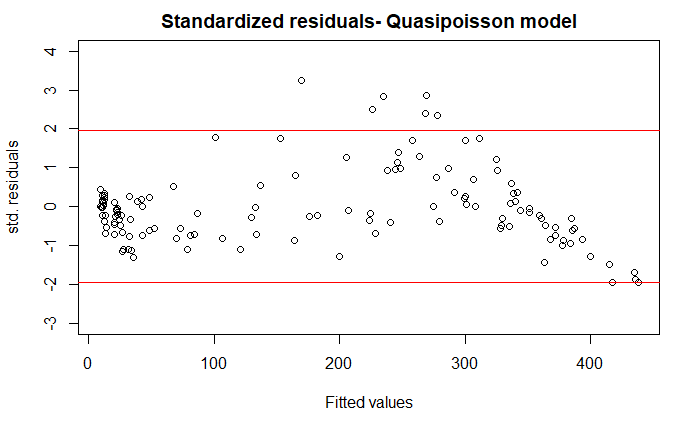 Standardized residuals- Quasipoisson model
std. residuals
4
3
2
1
0
-1
-2
-3
0 100 200 300 400
Fitted values